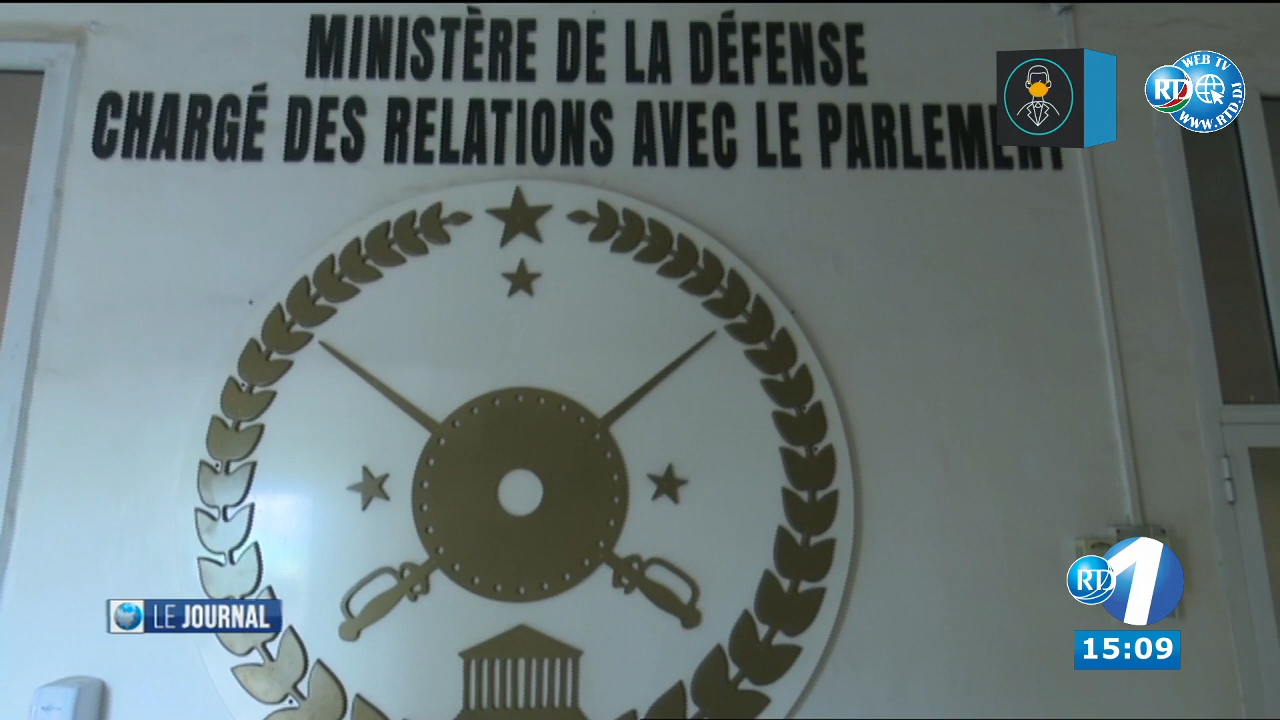 MINISTÈRE DE LA DÉFENSE
CHARGÉ DES RELATIONS AVEC LE PARLEMENT
WEB TV
RTD
WWW.RTD.DJ
LE JOURNAL
RTD
1
15:09